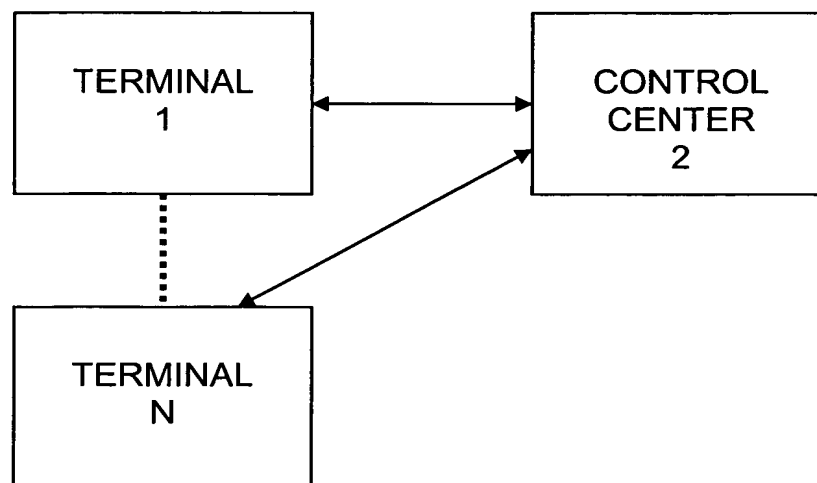 TERMINAL
1
CONTROL
CENTER
2
TERMINAL
N